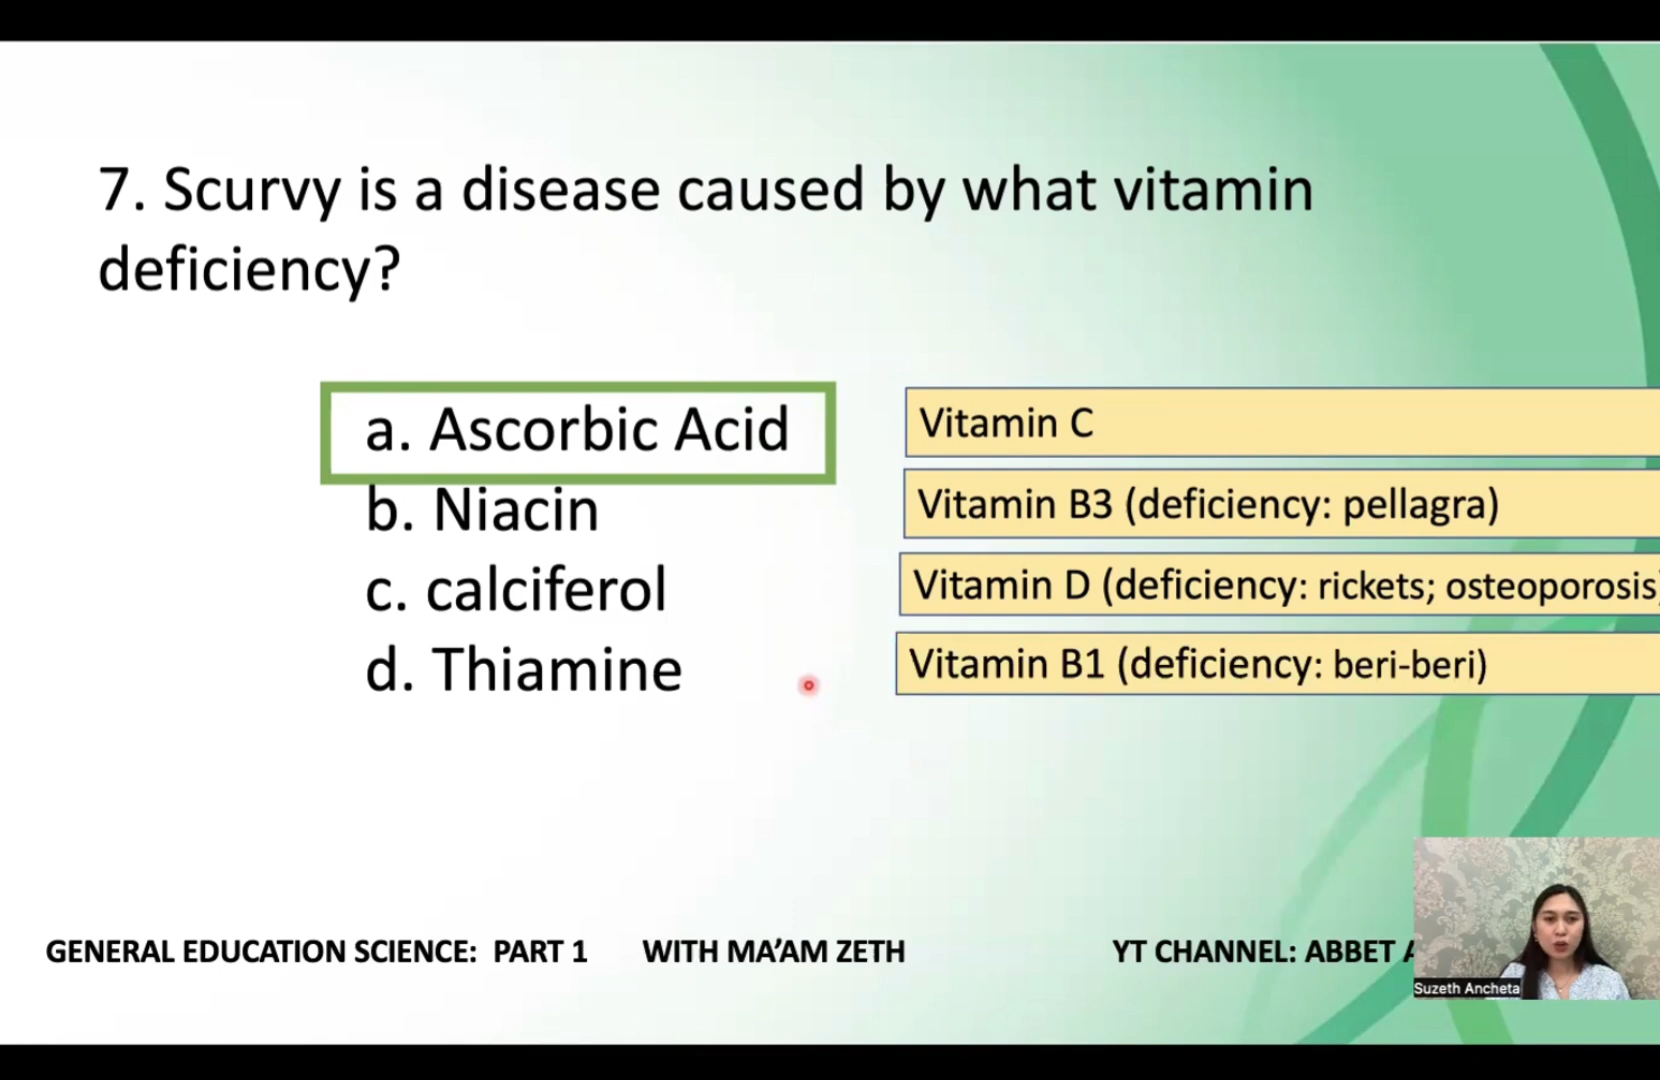 7. Scurvy is a disease caused by what vitamin
deficiency?
a. Ascorbic Acid
Vitamin C
b. Niacin
Vitamin B3 (deficiency: pellagra)
c. calciferol
Vitamin D (deficiency: rickets; osteoporosis)
d. Thiamine
Vitamin B1 (deficiency: beri-beri)
GENERAL EDUCATION SCIENCE: PART 1 WITH MA’AM ZETH YT CHANNEL: ABBET A
Suzeth Ancheta